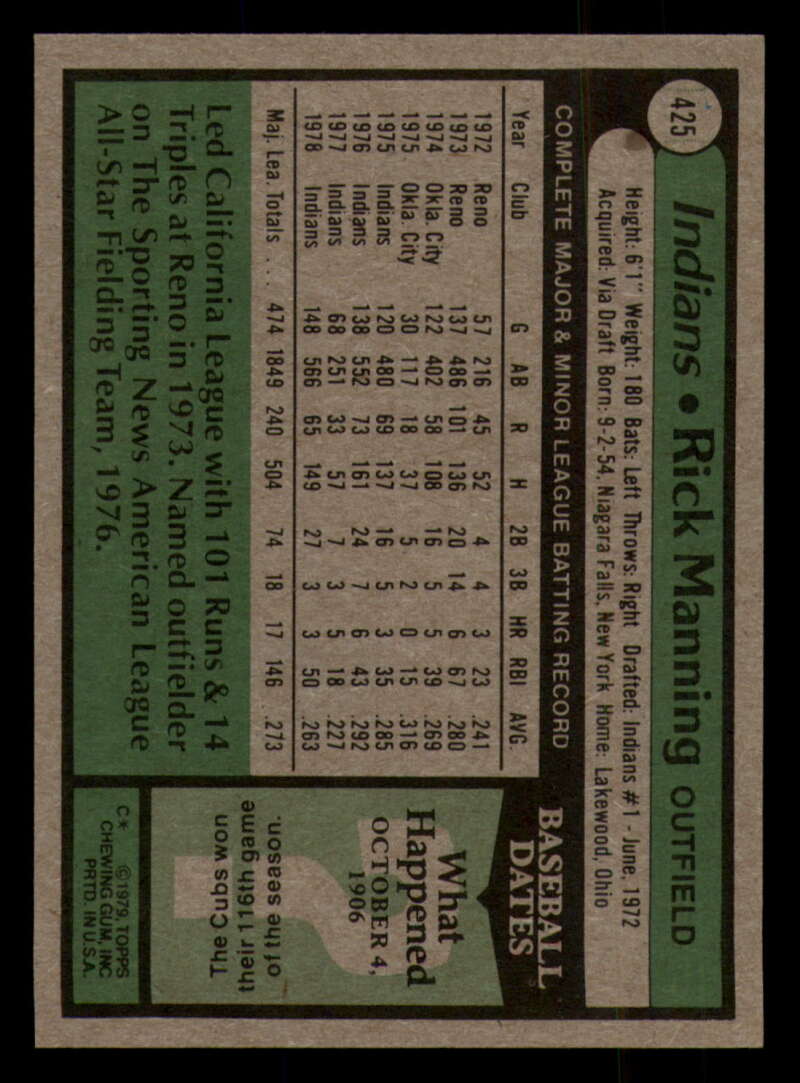 425
Indians • Rick Manning OUTFIELD
Height: 6'1" Weight: 180 Bats: Left Throws: Right Drafted: Indians #1 - June, 1972
Acquired: Via Draft Born: 9-2-54, Niagara Falls, New York Home: Lakewood, Ohio
COMPLETE MAJOR & MINOR LEAGUE BATTING RECORD
Year Club G AB R H 2B 3B HR RBI AVG.
1972 Reno 57 216 45 52 4 4 3 23 .241
1973 Reno 137 486 101 136 20 14 6 67 .280
1974 Okla. City 122 402 58 108 16 5 5 39 .269
1975 Okla. City 30 117 18 37 5 2 0 15 .316
1975 Indians 120 480 69 137 16 5 3 35 .285
1976 Indians 138 552 73 161 24 7 6 43 .292
1977 Indians 68 251 33 57 7 3 5 18 .227
1978 Indians 148 566 65 149 27 3 3 50 .263
Maj. Lea. Totals . . . 474 1849 240 504 74 18 17 146 .273
Led California League with 101 Runs & 14
Triples at Reno in 1973. Named outfielder
on The Sporting News American League
All-Star Fielding Team, 1976.
BASEBALL
DATES
What
Happened
OCTOBER 4,
1906
The Cubs won
their 116th game
of the season.
C* ©1979, TOPPS
CHEWING GUM, INC
PRTD. IN U.S.A.